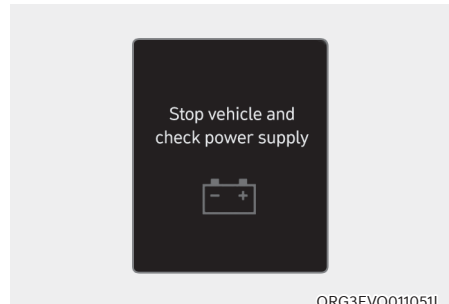 Stop vehicle and
check power supply
- +
ORG3EVQ011051L